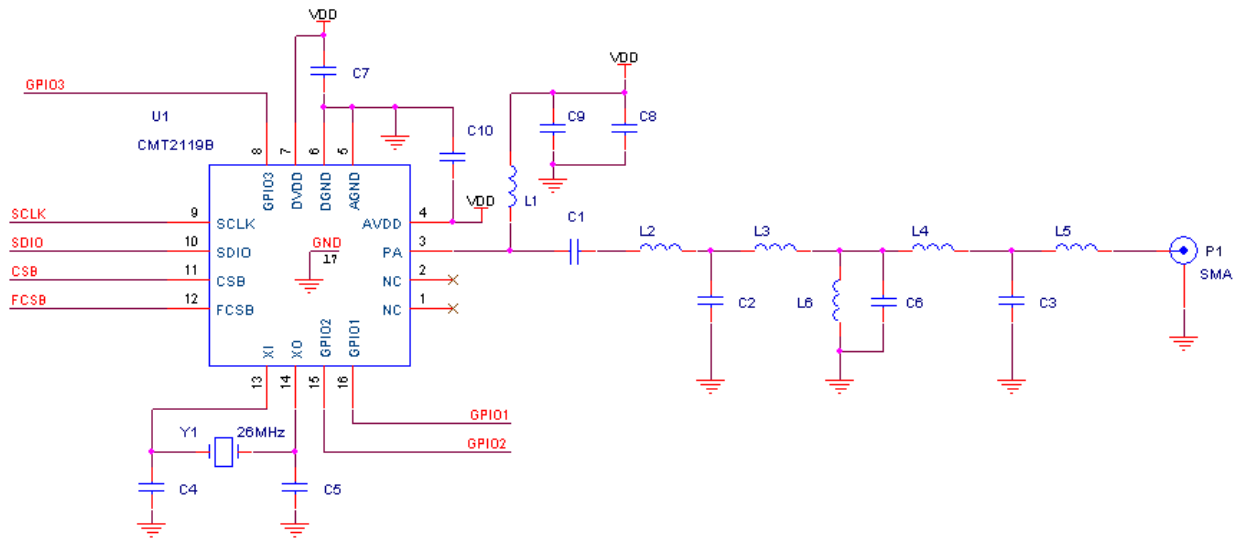 VDD
C7
GPIO3
U1
CMT2119B
C10
VDD
C9
C8
8
7
6
5
GPIO3
DVDD
DGND
AGND
L1
VDD
SCLK
9
SCLK
AVDD
4
C1
L2
L3
L4
L5
SDIO
10
SDIO
GND
17
PA
3
P1
SMA
CSB
11
CSB
NC
2
C2
L6
C6
C3
FCSB
12
FCSB
NC
1
XI
XO
GPIO2
GPIO1
13
14
15
16
GPIO1
Y1
26MHz
GPIO2
C4
C5